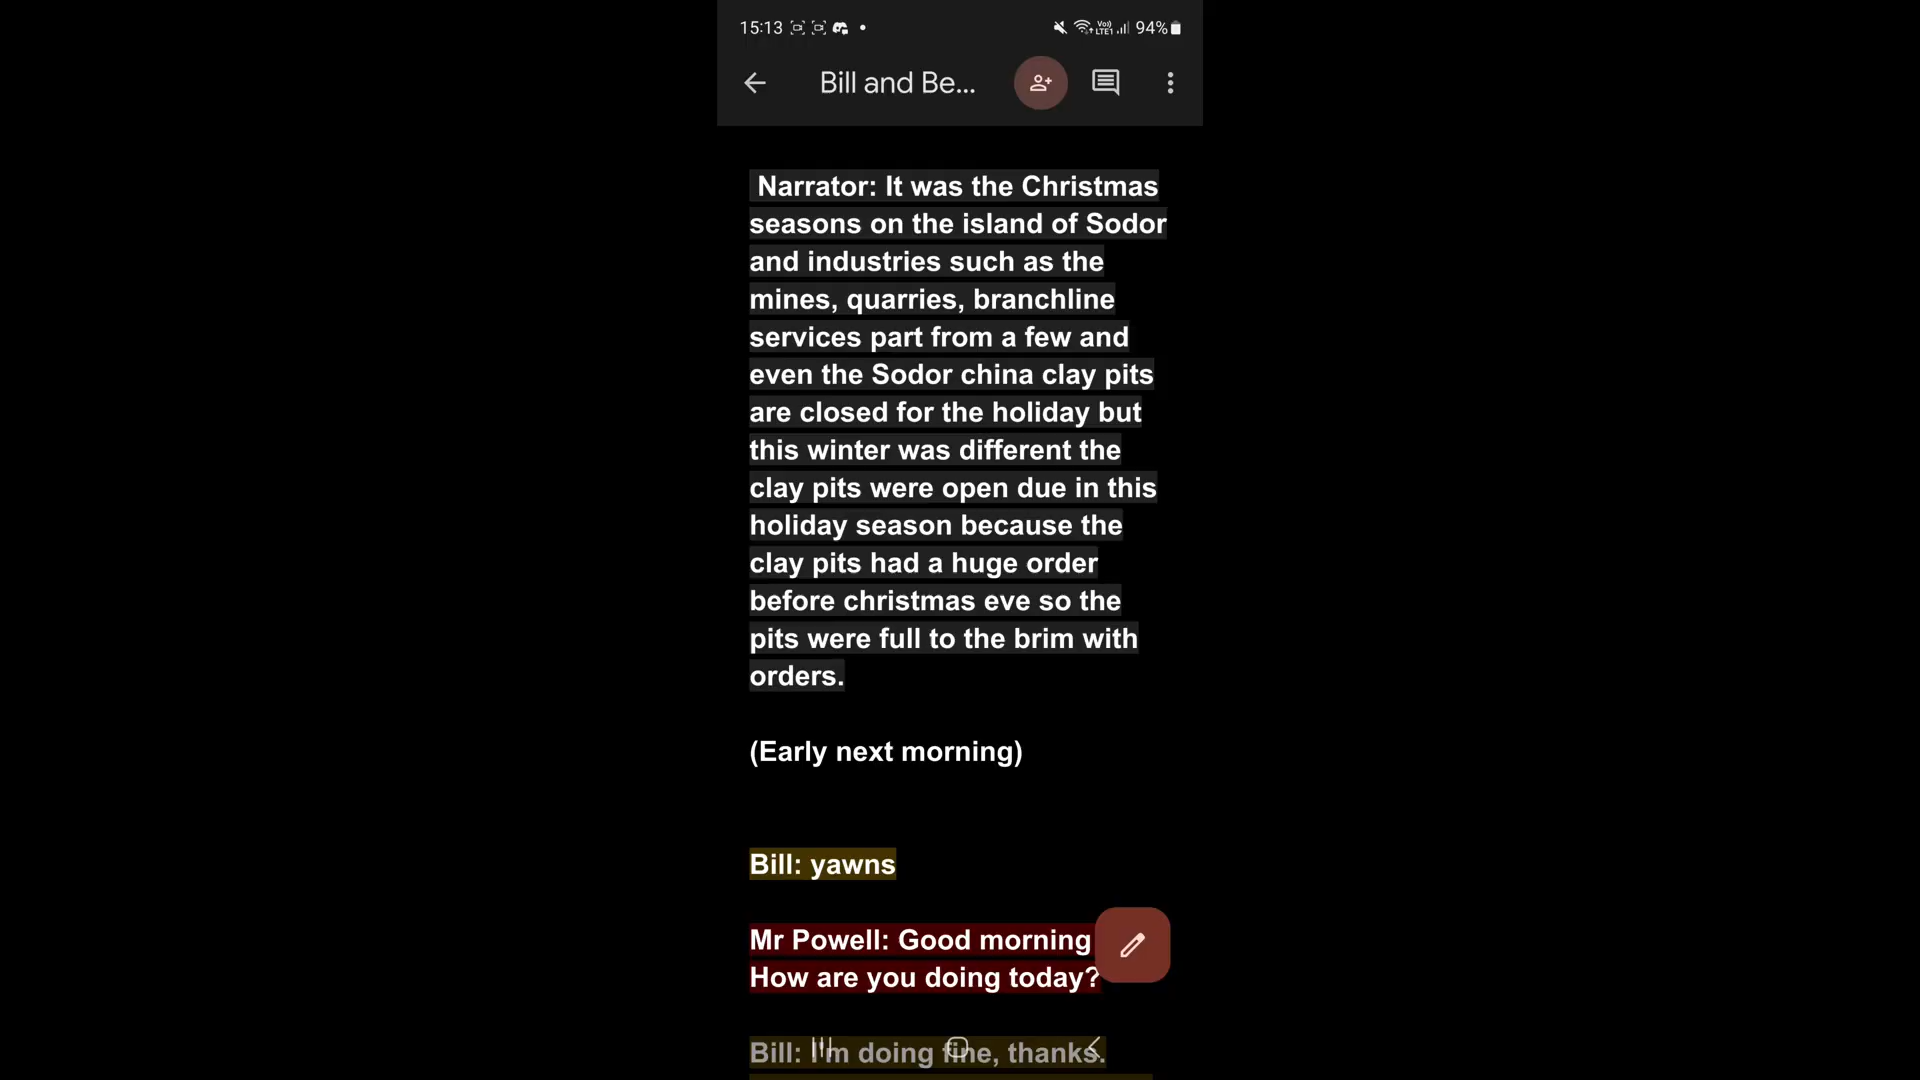 15:13 94%
Bill and Be...
Narrator: It was the Christmas
seasons on the island of Sodor
and industries such as the
mines, quarries, branchline
services part from a few and
even the Sodor china clay pits
are closed for the holiday but
this winter was different the
clay pits were open due in this
holiday season because the
clay pits had a huge order
before christmas eve so the
pits were full to the brim with
orders.
(Early next morning)
Bill: yawns
Mr Powell: Good morning
How are you doing today?
Bill: I'm doing fine, thanks.